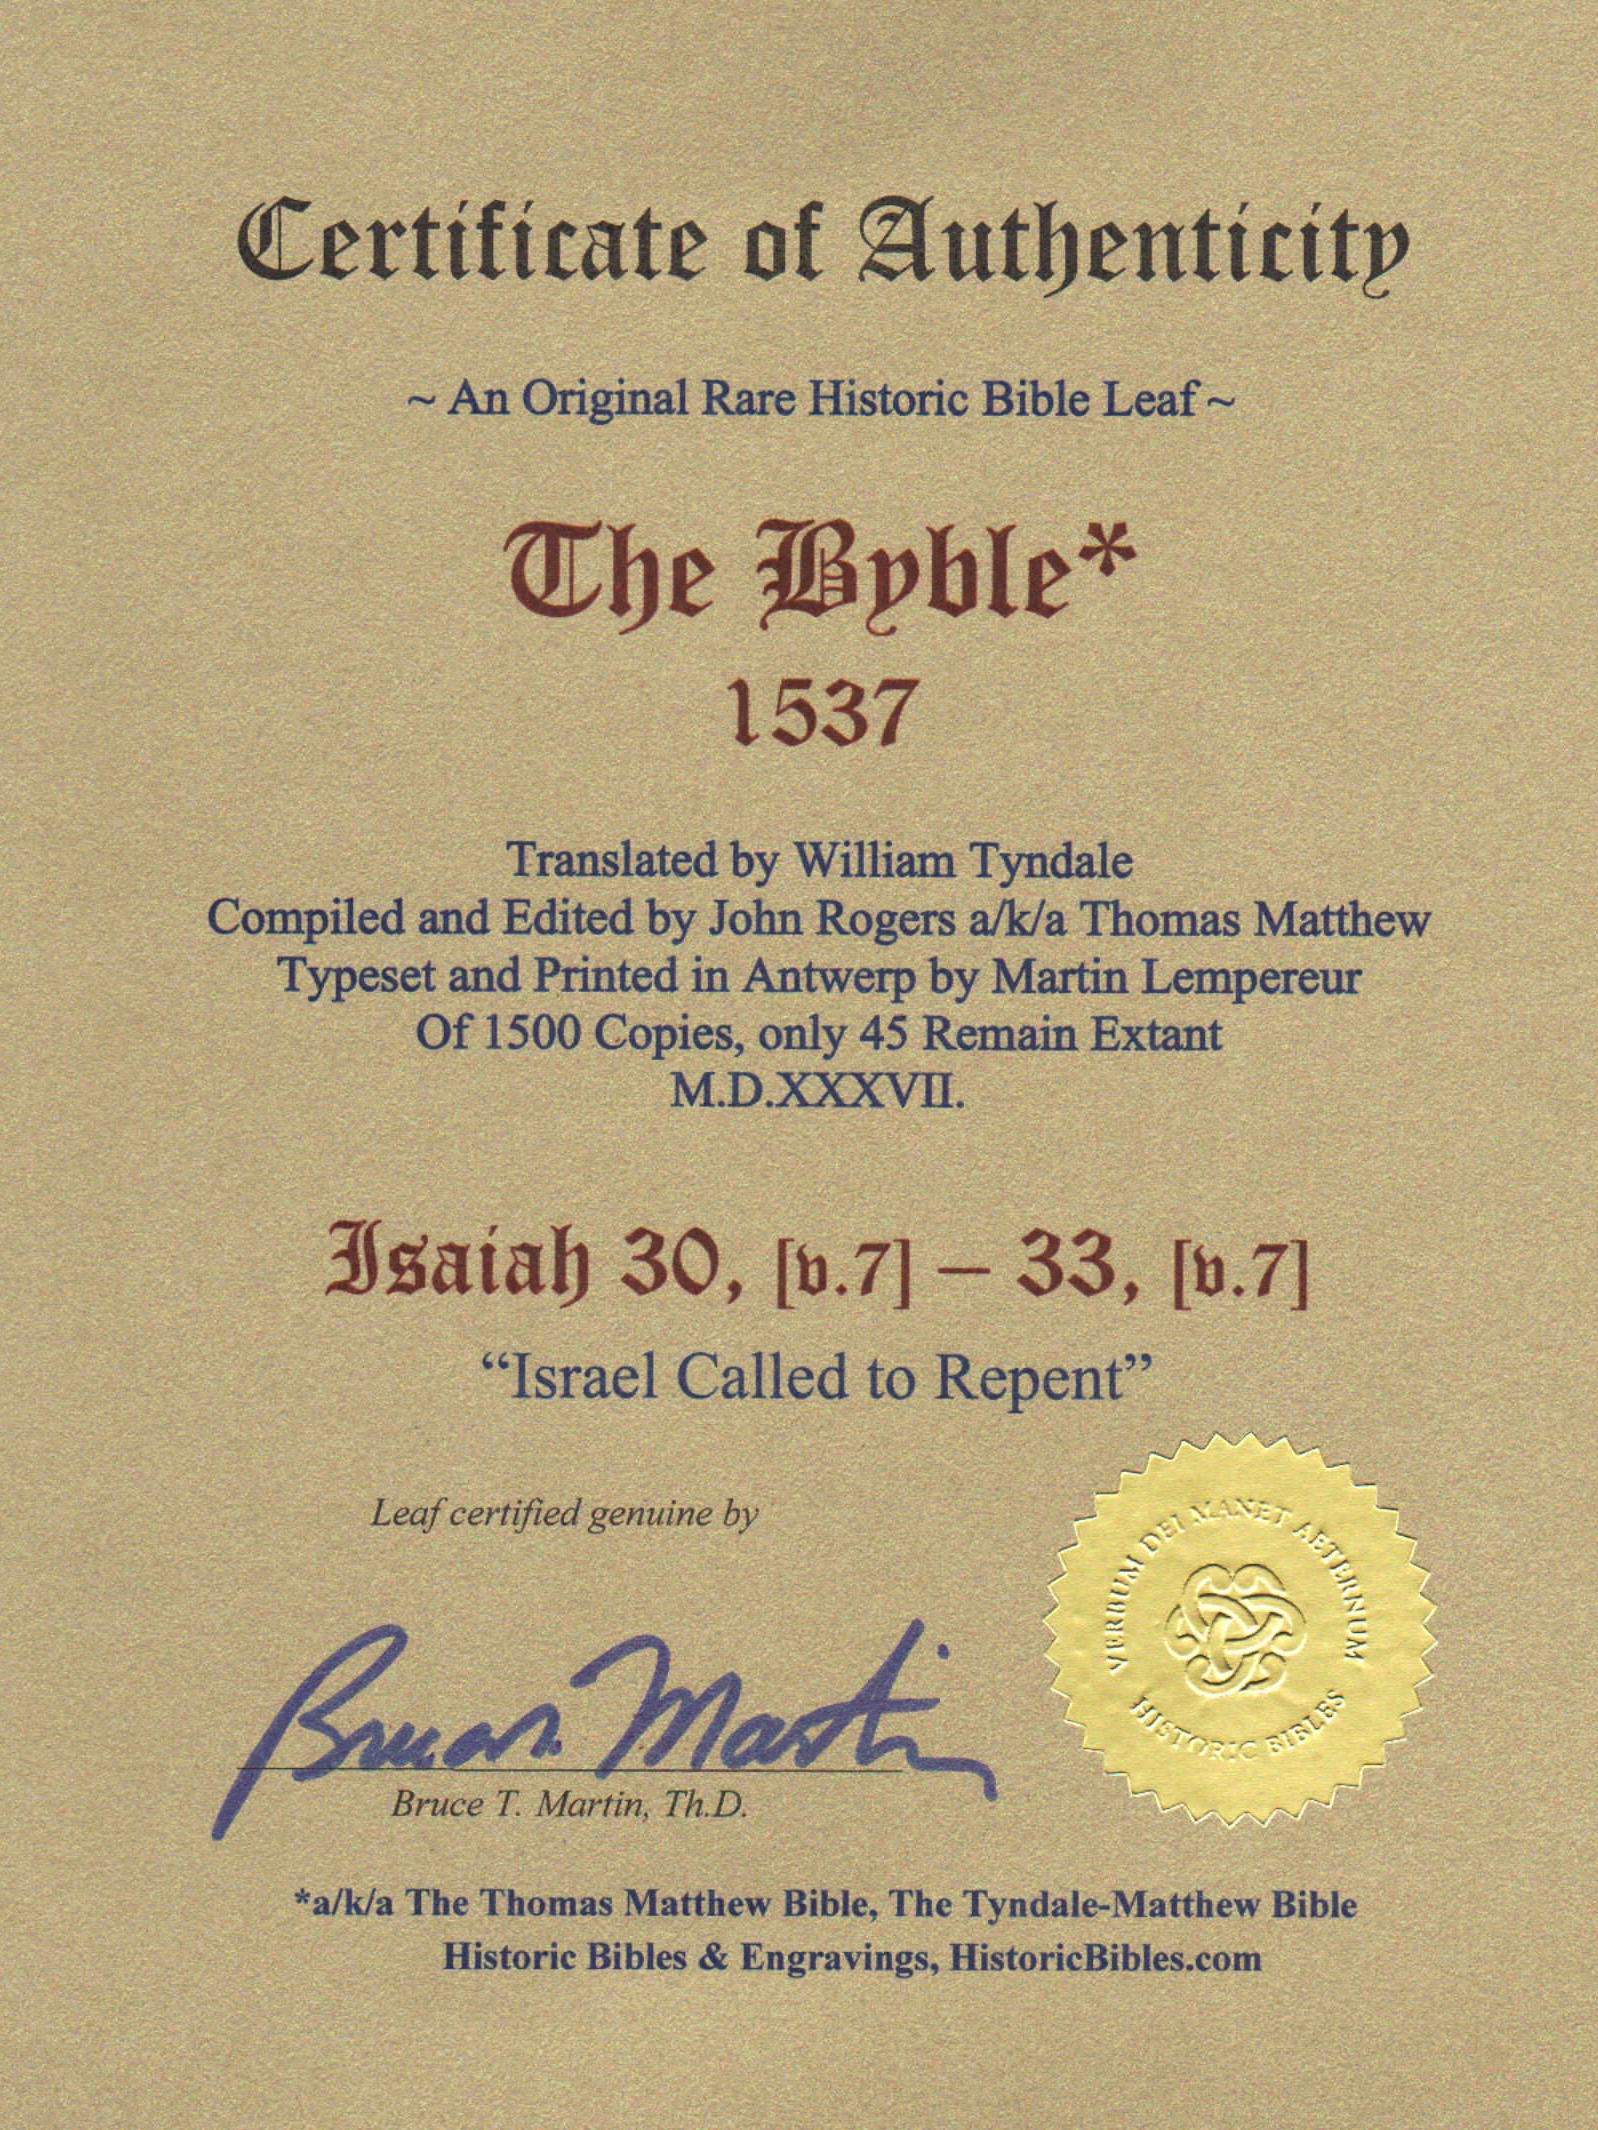 Certificate of Authenticity
~ An Original Rare Historic Bible Leaf ~
The Byble*
1537
Translated by William Tyndale
Compiled and Edited by John Rogers a/k/a Thomas Matthew
Typeset and Printed in Antwerp by Martin Lempereur
Of 1500 Copies, only 45 Remain Extant
M.D.XXXVII.
Isaiah 30, [v.7] – 33, [v.7]
“Israel Called to Repent”
Leaf certified genuine by
VERBUM DEI MANET AETERNUM
HISTORIC BIBLES
Bruce T. Martin
Bruce T. Martin, Th.D.
*a/k/a The Thomas Matthew Bible, The Tyndale-Matthew Bible
Historic Bibles & Engravings, HistoricBibles.com